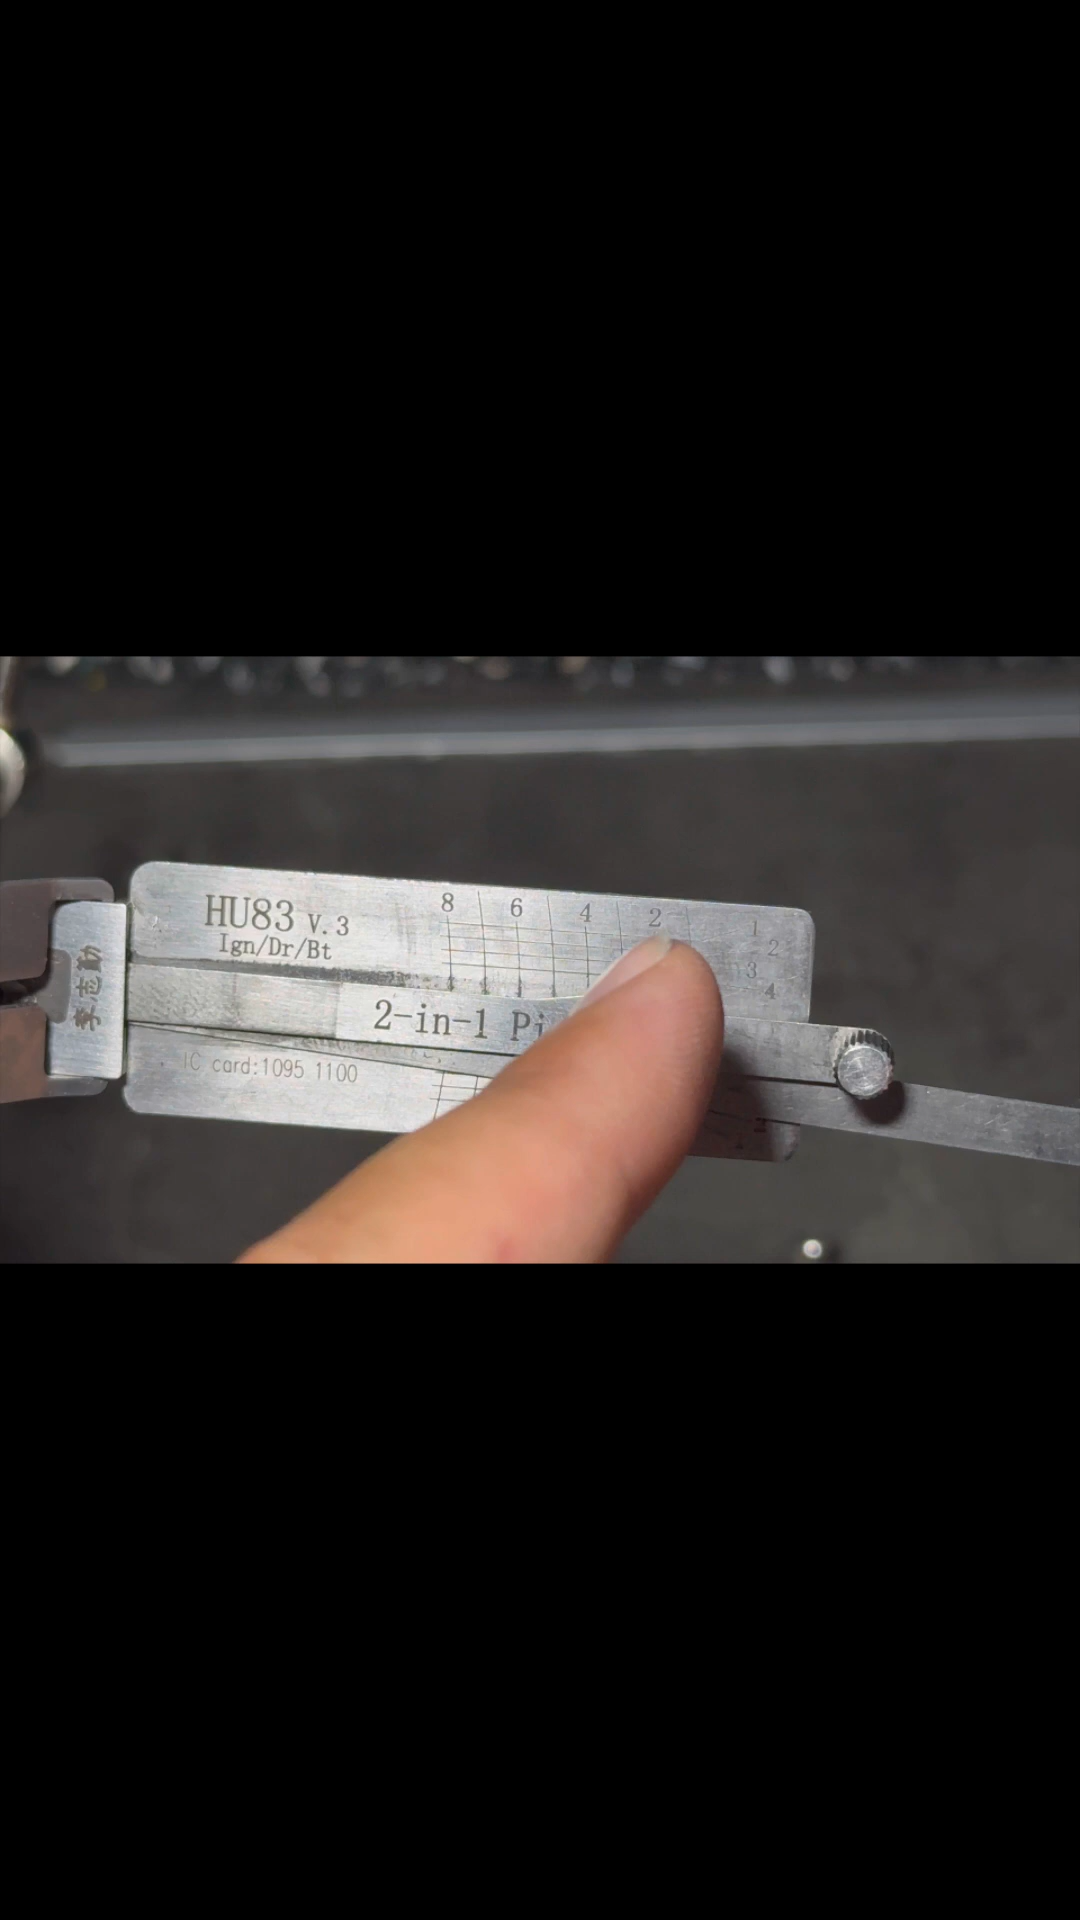 HU83 V.3
Ign/Dr/Bt
8 6 4 2
1
2
3
4
2-in-1 Pi
IC card:1095 1100
李志勤